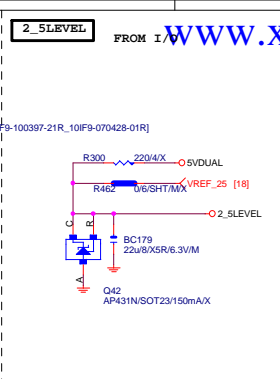 2_5LEVEL
FROM I/O
WWW.X
F9-100397-21R_10IF9-070428-01R]
R300 220/4/X
5VDUAL
R462 0/6/SHT/M/X
VREF_25 [18]
2_5LEVEL
C R
BC179
22u/8/X5R/6.3V/M
A
Q42
AP431N/SOT23/150mA/X